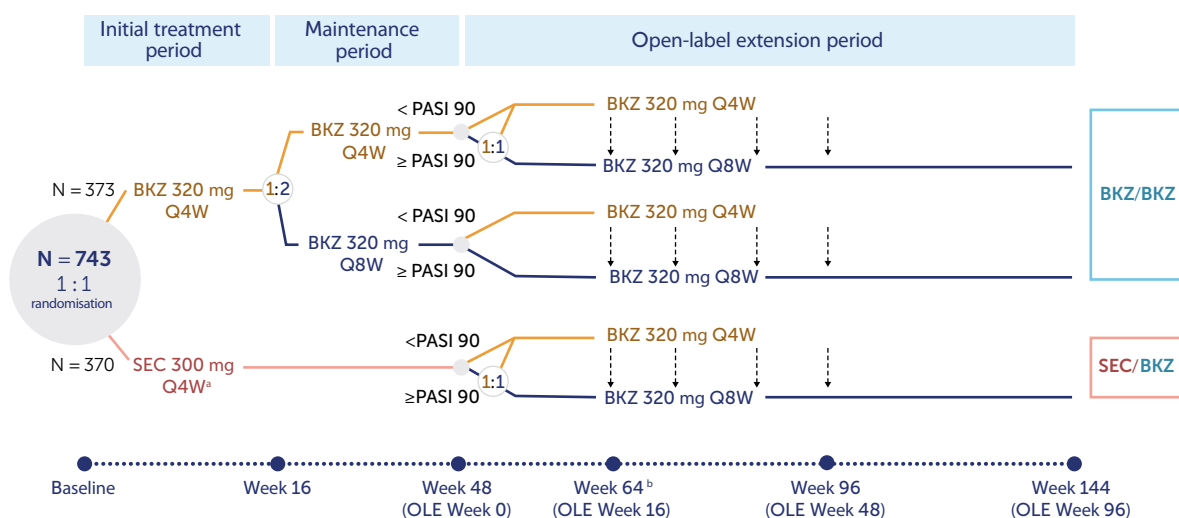 Initial treatment
period
Maintenance
period
Open-label extension period
N = 373
BKZ 320 mg
Q4W
1:2
BKZ 320 mg
Q4W
< PASI 90
1:1
≥ PASI 90
BKZ 320 mg Q4W
BKZ 320 mg Q8W
BKZ 320 mg
Q8W
< PASI 90
≥ PASI 90
BKZ 320 mg Q4W
BKZ 320 mg Q8W
BKZ/BKZ
N = 743
1 : 1
randomisation
N = 370
SEC 300 mg
Q4Wᵃ
<PASI 90
1:1
≥PASI 90
BKZ 320 mg Q4W
BKZ 320 mg Q8W
SEC/BKZ
Baseline
Week 16
Week 48
(OLE Week 0)
Week 64 ᵇ
(OLE Week 16)
Week 96
(OLE Week 48)
Week 144
(OLE Week 96)